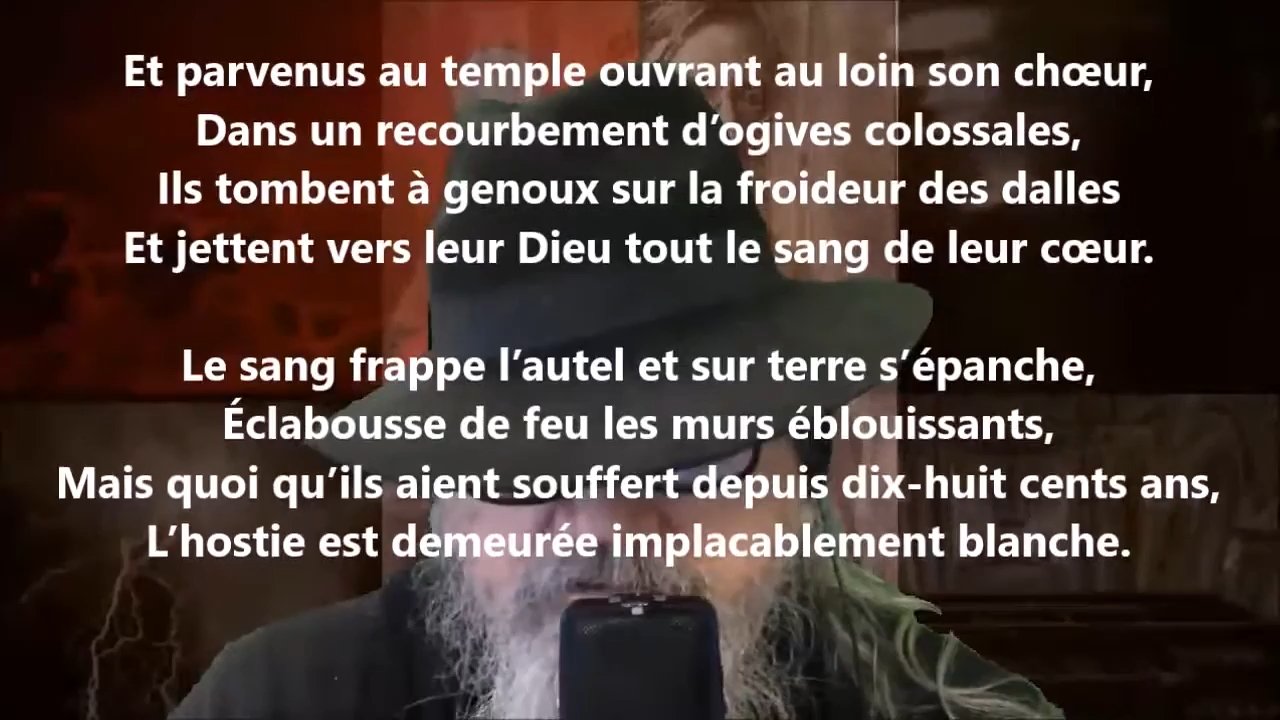 Et parvenus au temple ouvrant au loin son chœur,
Dans un recourbement d’ogives colossales,
Ils tombent à genoux sur la froideur des dalles
Et jettent vers leur Dieu tout le sang de leur cœur.
Le sang frappe l’autel et sur terre s’épanche,
Éclabousse de feu les murs éblouissants,
Mais quoi qu’ils aient souffert depuis dix-huit cents ans,
L’hostie est demeurée implacablement blanche.